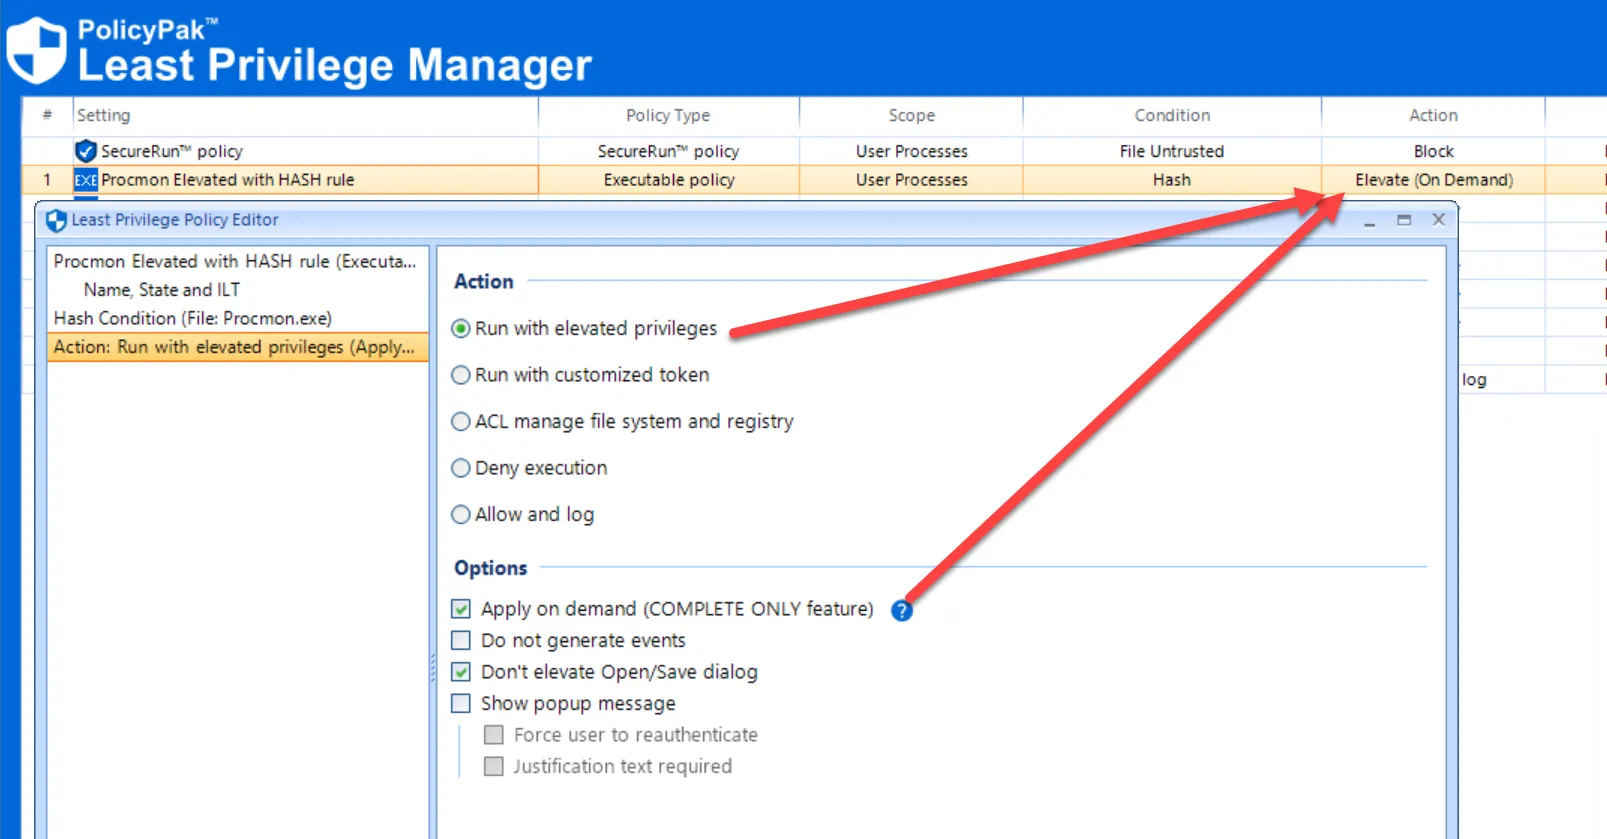 PolicyPak™
Least Privilege Manager
# Setting Policy Type Scope Condition Action
SecureRun™ policy SecureRun™ policy User Processes File Untrusted Block
1 EXE Procmon Elevated with HASH rule Executable policy User Processes Hash Elevate (On Demand)
Least Privilege Policy Editor
Procmon Elevated with HASH rule (Executa...
Name, State and ILT
Hash Condition (File: Procmon.exe)
Action: Run with elevated privileges (Apply...
Action
Run with elevated privileges
Run with customized token
ACL manage file system and registry
Deny execution
Allow and log
log
Options
Apply on demand (COMPLETE ONLY feature) ?
Do not generate events
Don't elevate Open/Save dialog
Show popup message
Force user to reauthenticate
Justification text required